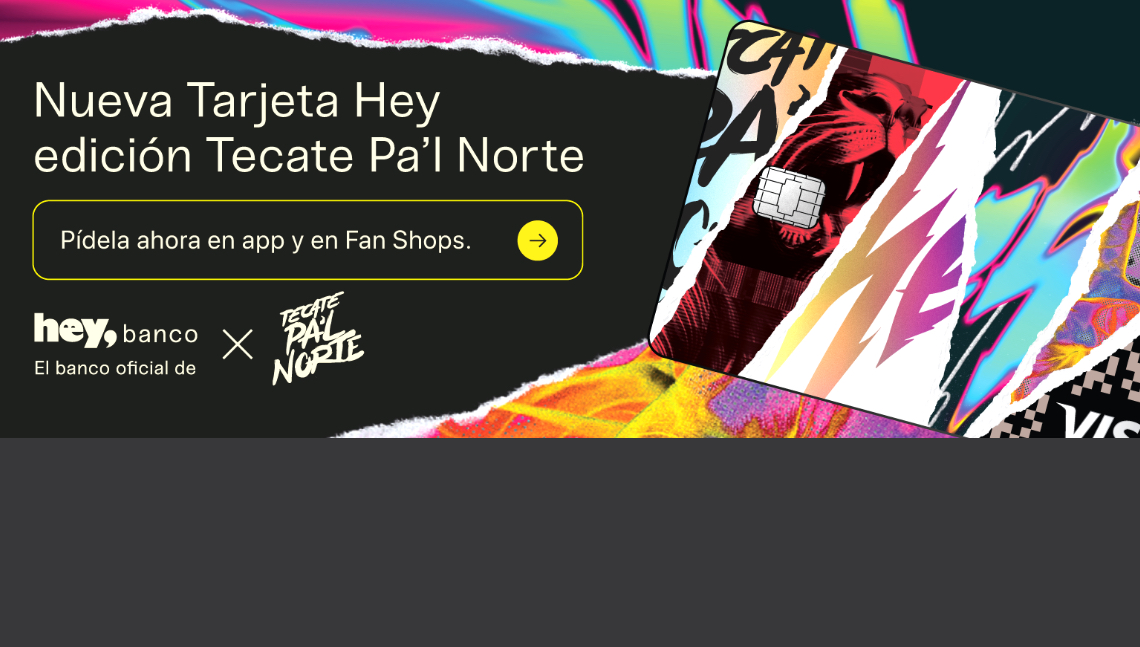 Nueva Tarjeta Hey
edición Tecate Pa'l Norte
Pídela ahora en app y en Fan Shops.
hey, banco
El banco oficial de
TECATE
PA'L
NORTE